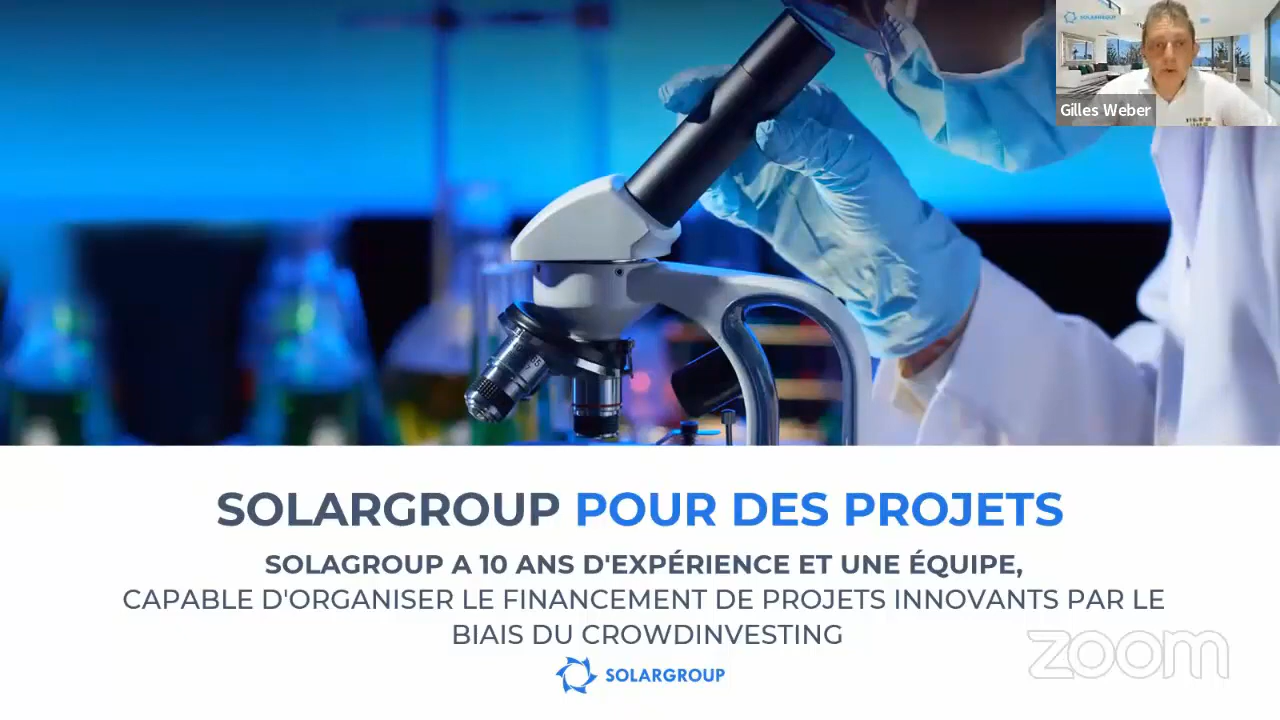 SOLARGROUP
Gilles Weber
SOLARGROUP POUR DES PROJETS
SOLAGROUP A 10 ANS D'EXPÉRIENCE ET UNE ÉQUIPE,
CAPABLE D'ORGANISER LE FINANCEMENT DE PROJETS INNOVANTS PAR LE
BIAIS DU CROWDINVESTING
zoom
SOLARGROUP